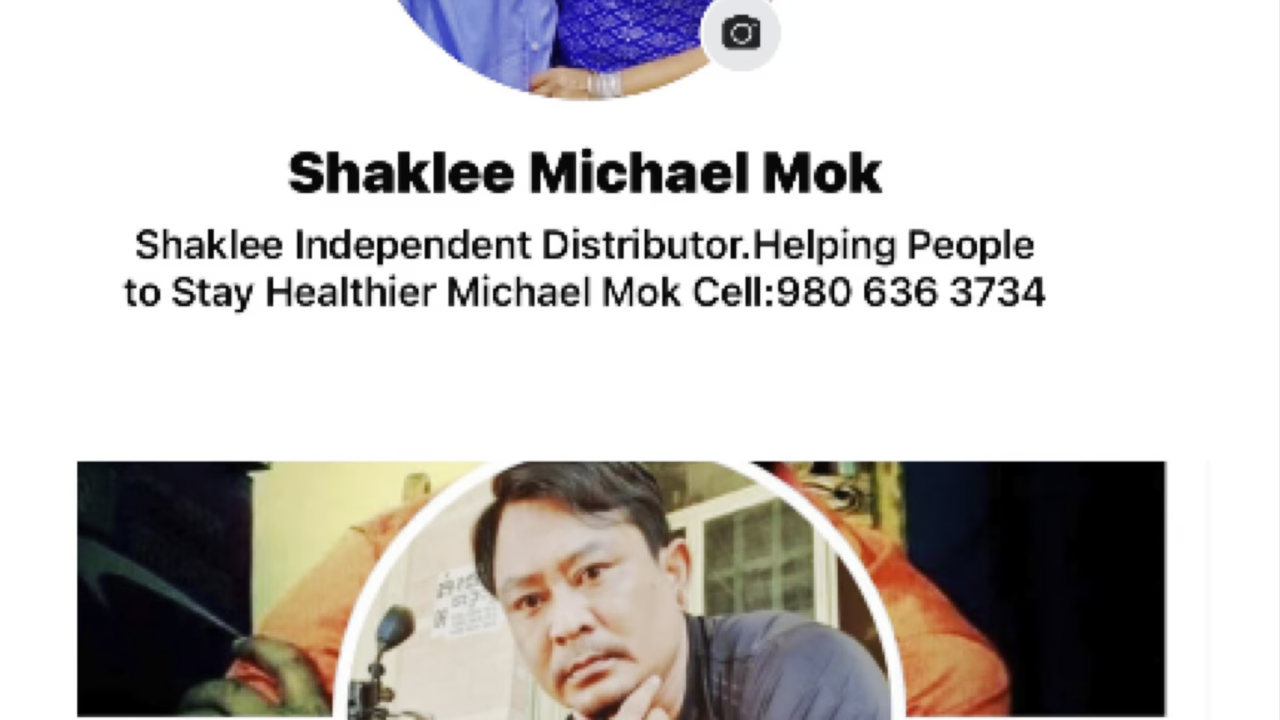 Shaklee Michael Mok
Shaklee Independent Distributor.Helping People
to Stay Healthier Michael Mok Cell:980 636 3734